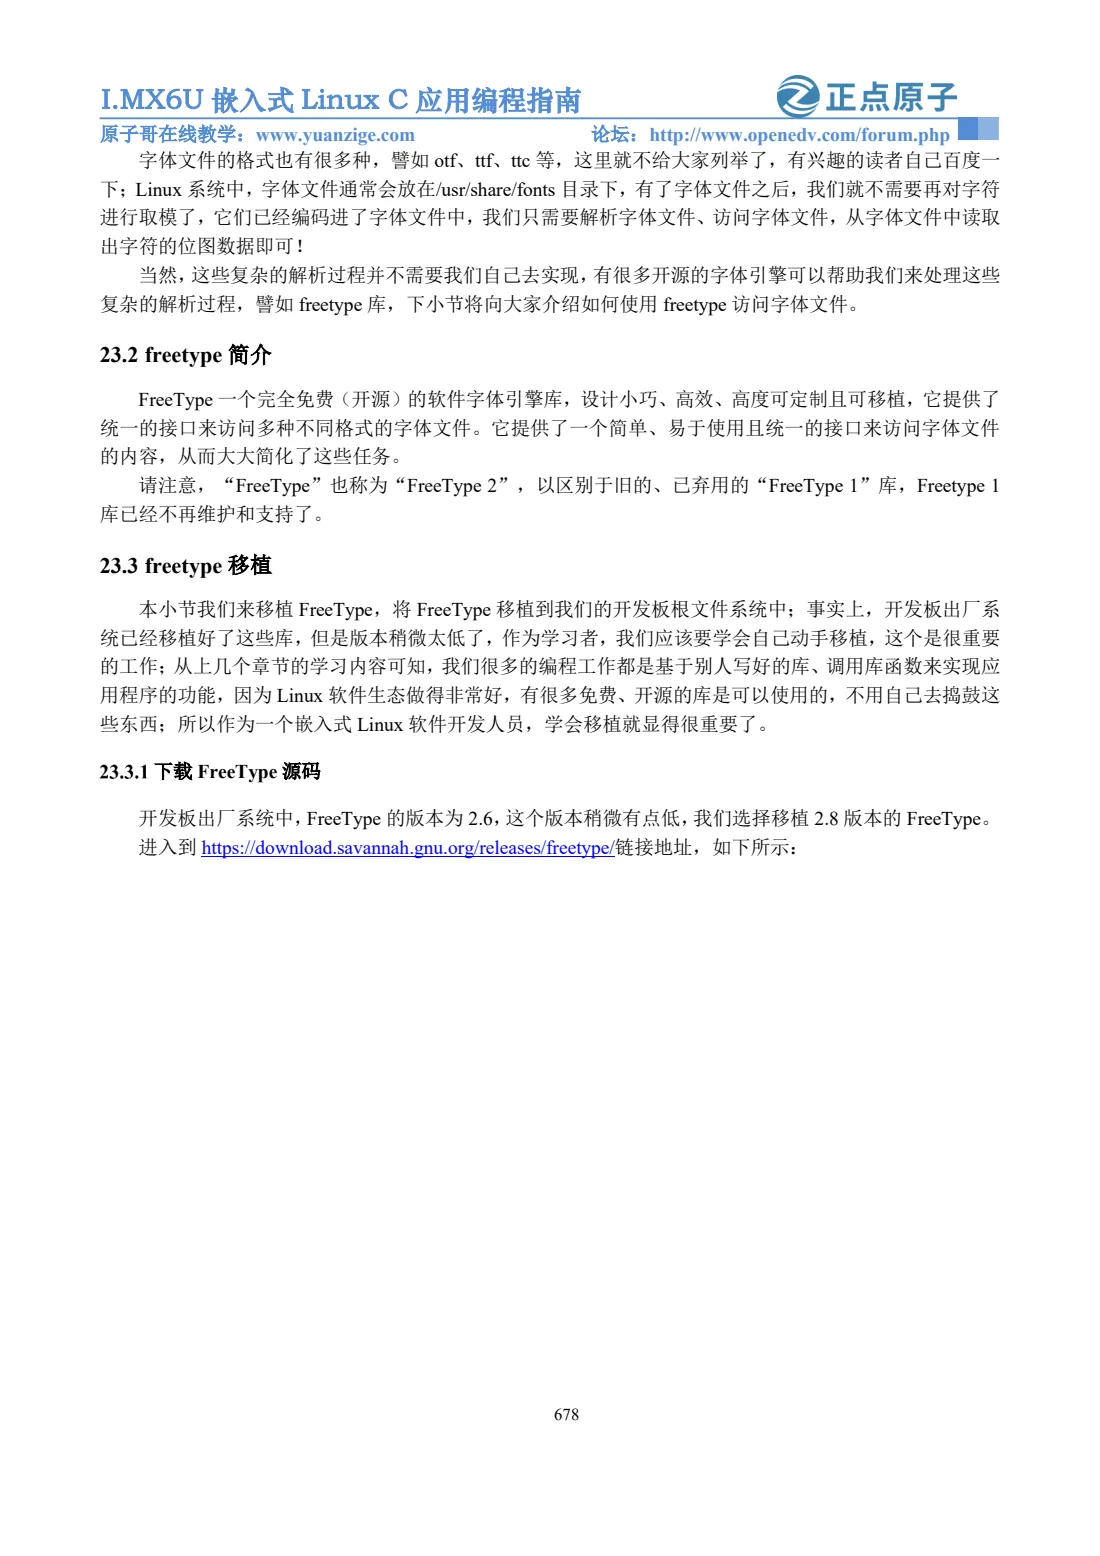 I.MX6U 嵌入式 Linux C 应用编程指南
正点原子
原子哥在线教学：www.yuanzige.com 论坛：http://www.openedv.com/forum.php
字体文件的格式也有很多种，譬如 otf、ttf、ttc 等，这里就不给大家列举了，有兴趣的读者自己百度一
下；Linux 系统中，字体文件通常会放在/usr/share/fonts 目录下，有了字体文件之后，我们就不需要再对字符
进行取模了，它们已经编码进了字体文件中，我们只需要解析字体文件、访问字体文件，从字体文件中读取
出字符的位图数据即可！
当然，这些复杂的解析过程并不需要我们自己去实现，有很多开源的字体引擎可以帮助我们来处理这些
复杂的解析过程，譬如 freetype 库，下小节将向大家介绍如何使用 freetype 访问字体文件。
23.2 freetype 简介
FreeType 一个完全免费（开源）的软件字体引擎库，设计小巧、高效、高度可定制且可移植，它提供了
统一的接口来访问多种不同格式的字体文件。它提供了一个简单、易于使用且统一的接口来访问字体文件
的内容，从而大大简化了这些任务。
请注意，“FreeType”也称为“FreeType 2”，以区别于旧的、已弃用的“FreeType 1”库，Freetype 1
库已经不再维护和支持了。
23.3 freetype 移植
本小节我们来移植 FreeType，将 FreeType 移植到我们的开发板根文件系统中；事实上，开发板出厂系
统已经移植好了这些库，但是版本稍微太低了，作为学习者，我们应该要学会自己动手移植，这个是很重要
的工作；从上几个章节的学习内容可知，我们很多的编程工作都是基于别人写好的库、调用库函数来实现应
用程序的功能，因为 Linux 软件生态做得非常好，有很多免费、开源的库是可以使用的，不用自己去捣鼓这
些东西；所以作为一个嵌入式 Linux 软件开发人员，学会移植就显得很重要了。
23.3.1 下载 FreeType 源码
开发板出厂系统中，FreeType 的版本为 2.6，这个版本稍微有点低，我们选择移植 2.8 版本的 FreeType。
进入到 https://download.savannah.gnu.org/releases/freetype/链接地址，如下所示：
678